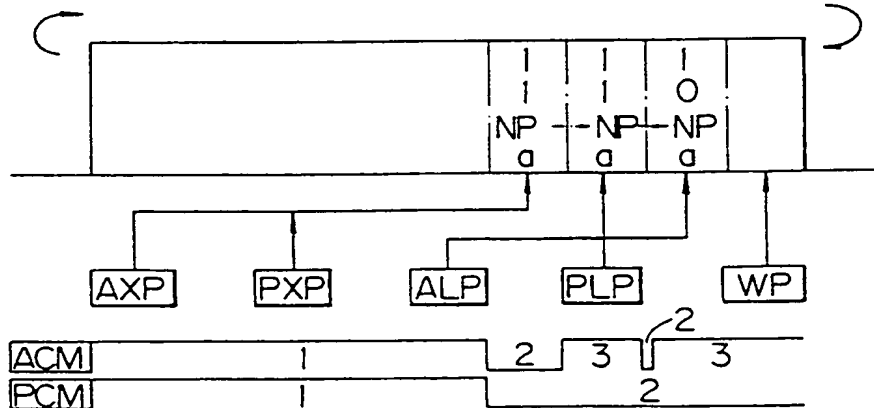 1 1 1
1 1 0
NP NP NP
a a a
AXP PXP ALP PLP WP
2
ACM 1 2 3 3
PCM 1 2